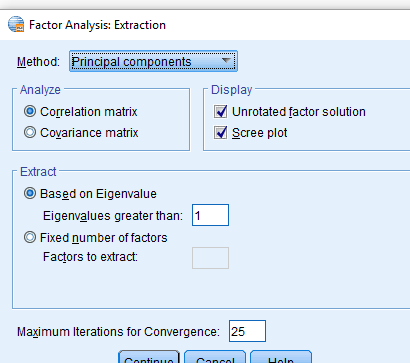 Factor Analysis: Extraction
Method: Principal components
Analyze
Correlation matrix
Covariance matrix
Display
Unrotated factor solution
Scree plot
Extract
Based on Eigenvalue
Eigenvalues greater than: 1
Fixed number of factors
Factors to extract:
Maximum Iterations for Convergence: 25
Continue Cancel Help